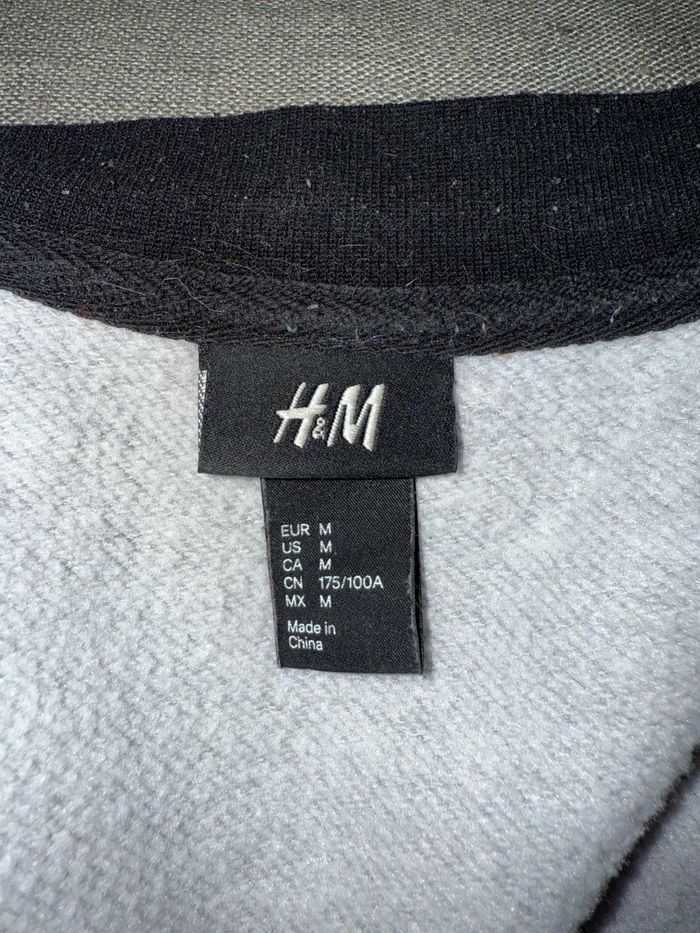 H&M
EUR M
US M
CA M
CN 175/100A
MX M
Made in
China